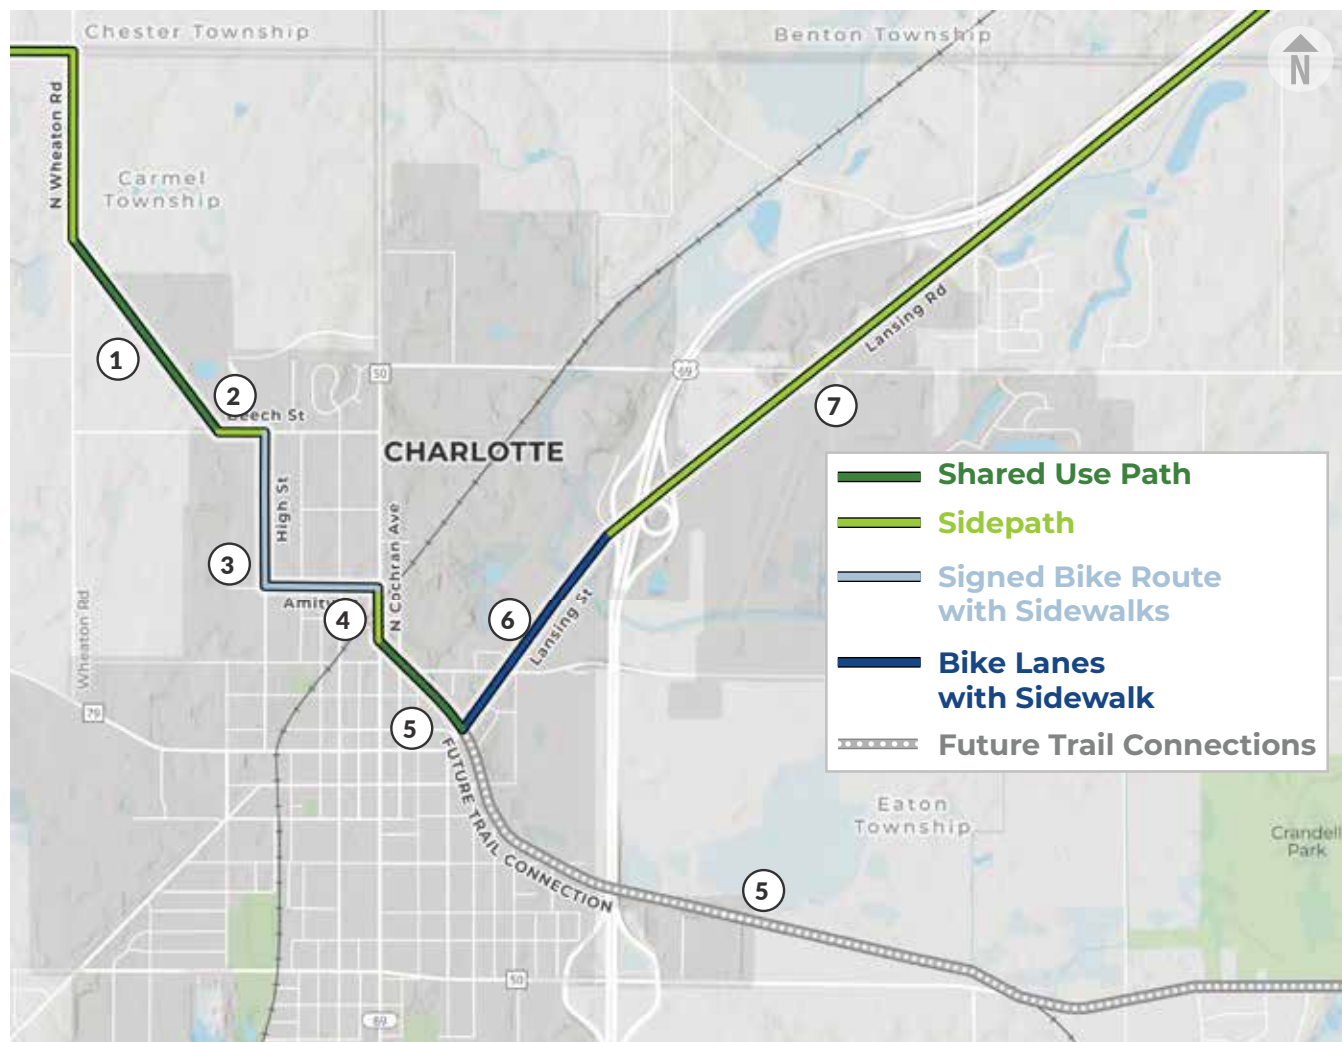 Chester Township
Benton Township
N
N Wheaton Rd
Carmel
Township
1
2
Beech St
50
69
Lansing Rd
7
CHARLOTTE
High St
N Cochran Ave
3
Amity
4
6
Lansing St
Wheaton Rd
79
5
FUTURE TRAIL CONNECTION
Shared Use Path
Sidepath
Signed Bike Route
with Sidewalks
Bike Lanes
with Sidewalk
Future Trail Connections
Eaton
Township
Crandell
Park
5
50
69